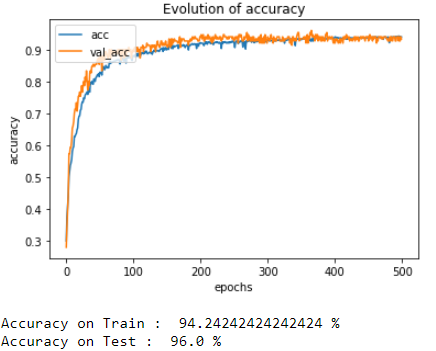 Evolution of accuracy
acc
val_acc
0.9
0.8
0.7
0.6
0.5
0.4
0.3
accuracy
0 100 200 300 400 500
epochs
Accuracy on Train :  94.24242424242424 %
Accuracy on Test :  96.0 %